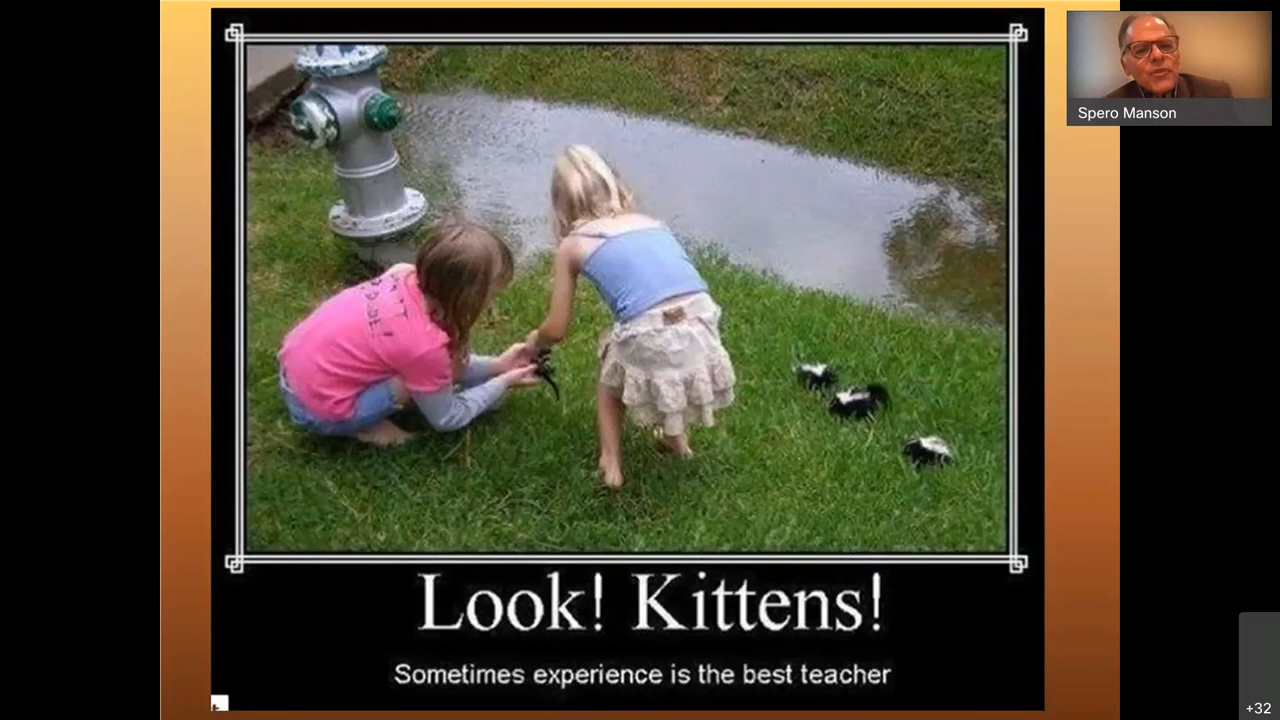 Spero Manson
Look! Kittens!
Sometimes experience is the best teacher
+32